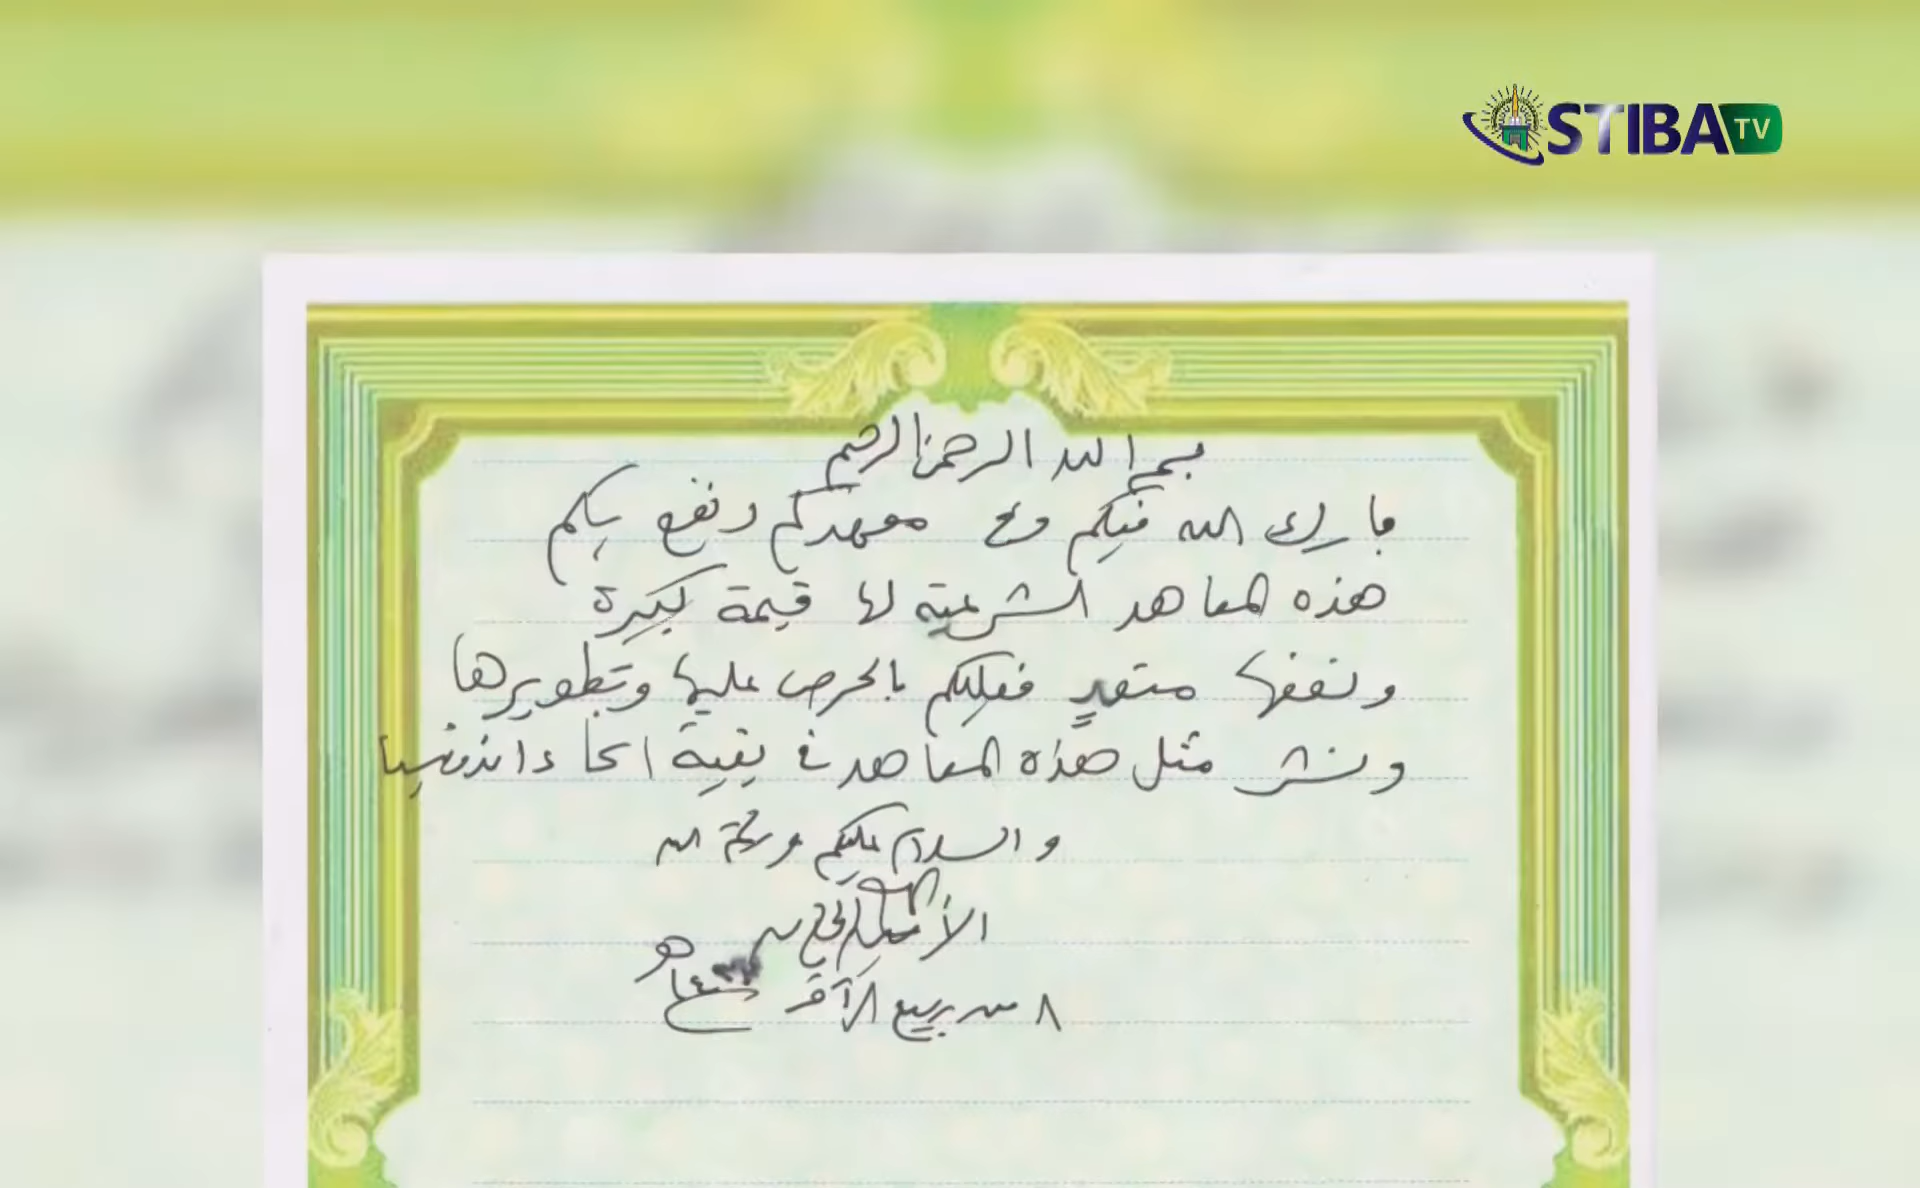 STIBA TV
بسم الله الرحمن الرحيم
بارك الله فيكم وفي معهدكم ونفع بكم
هذه المعاهد الشرعية لها قيمة كبيرة
ونفعها متعدٍ فعليكم بالحرص عليها وتطويرها
ونشر مثل هذه المعاهد في بقية أنحاء اندنيسيا
والسلام عليكم ورحمة الله
٨ من ربيع الآخر